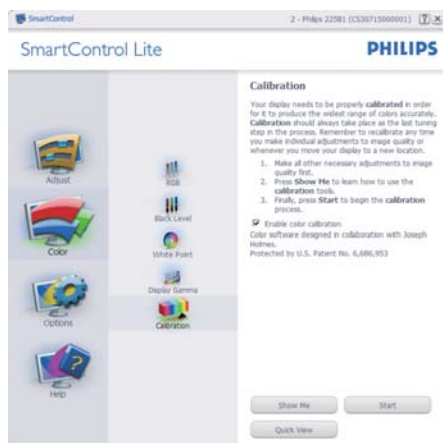 SmartControl
2 - Philips 225B1 (CS30715000001)
SmartControl Lite
PHILIPS
Adjust
Color
Options
Help
RGB
Black Level
White Point
Display Gamma
Calibration
Calibration
Your display needs to be properly calibrated in order
for it to produce the widest range of colors accurately.
Calibration should always take place as the last tuning
step in the process. Remember to recalibrate any time
you make individual adjustments to image quality or
whenever you move your display to a new location.
1. Make all other necessary adjustments to image
quality first.
2. Press Show Me to learn how to use the
calibration tools.
3. Finally, press Start to begin the calibration
process.
Enable color calibration
Color software designed in collaboration with Joseph
Holmes.
Protected by U.S. Patent No. 6,686,953
Show Me
Start
Quick View